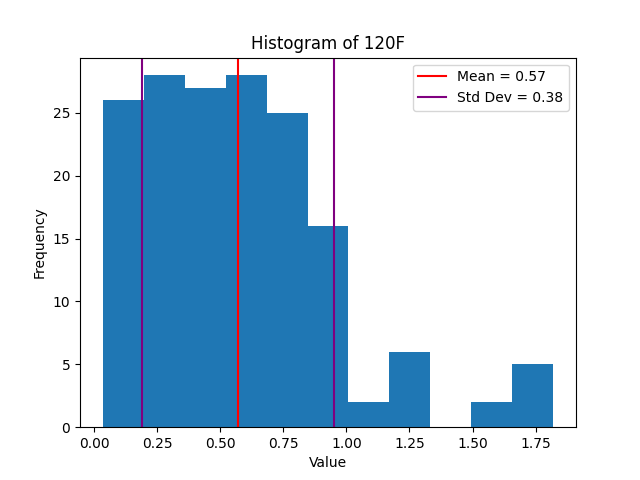 Histogram of 120F
Mean = 0.57
Std Dev = 0.38
Frequency
25
20
15
10
5
0
0.00 0.25 0.50 0.75 1.00 1.25 1.50 1.75
Value